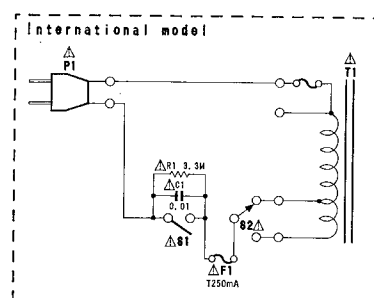 International model
⚠ P1
⚠ T1
⚠ R1 3.3M
⚠ C1
0.01
⚠ S1
S2 ⚠
⚠ F1
T250mA